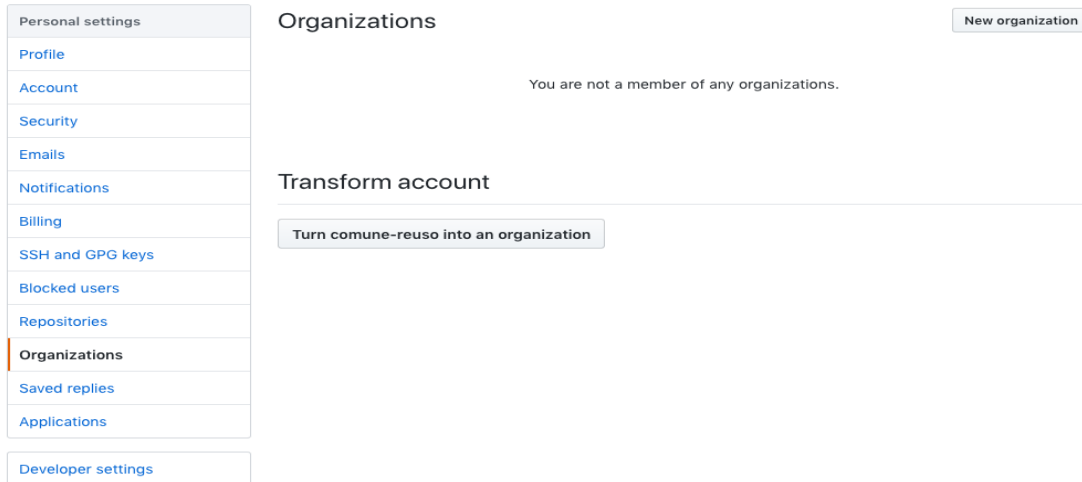 Personal settings
Profile
Account
Security
Emails
Notifications
Billing
SSH and GPG keys
Blocked users
Repositories
Organizations
Saved replies
Applications
Developer settings
Organizations
New organization
You are not a member of any organizations.
Transform account
Turn comune-reuso into an organization